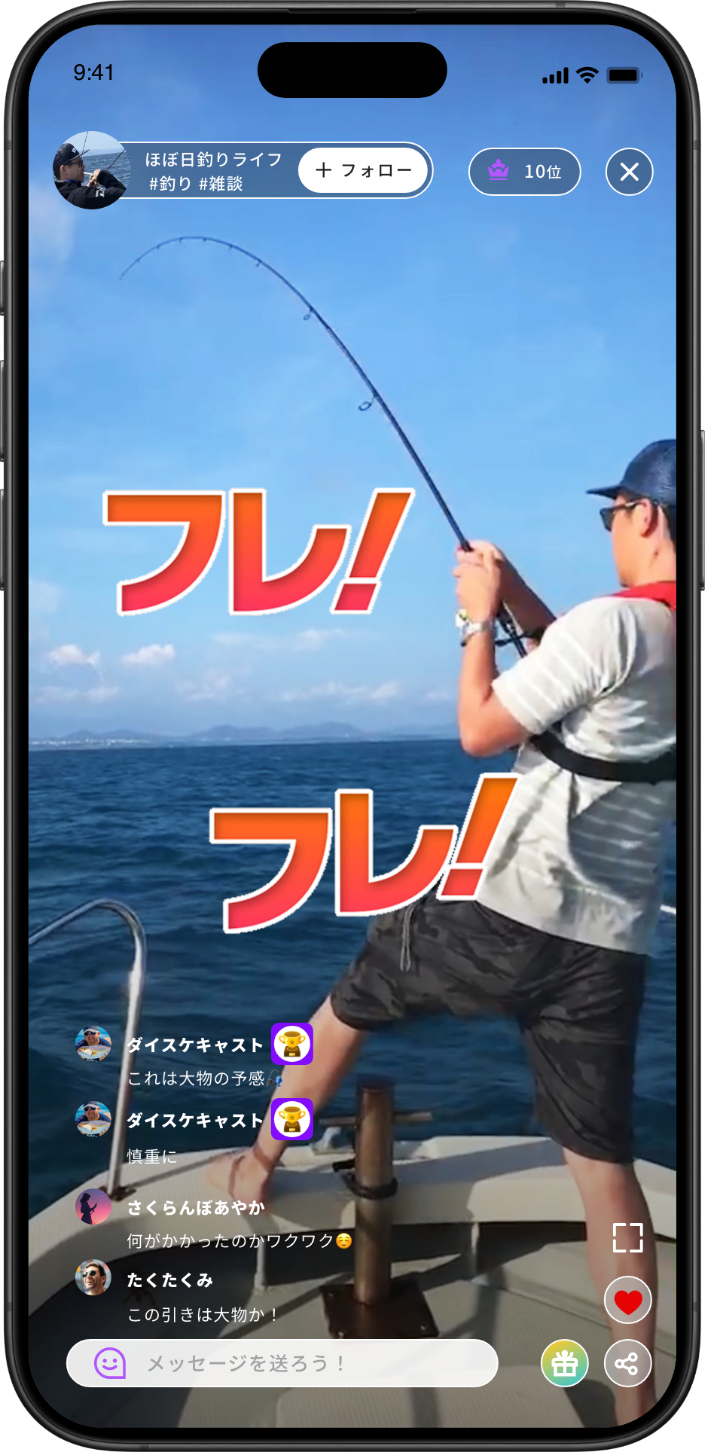 9:41
ほぼ日釣りライフ
#釣り #雑談
＋ フォロー
10位
フレ!
フレ!
ダイスケキャスト
これは大物の予感🎣
ダイスケキャスト
慎重に
さくらんぼあやか
何がかかったのかワクワク☺️
たくたくみ
この引きは大物か！
メッセージを送ろう！